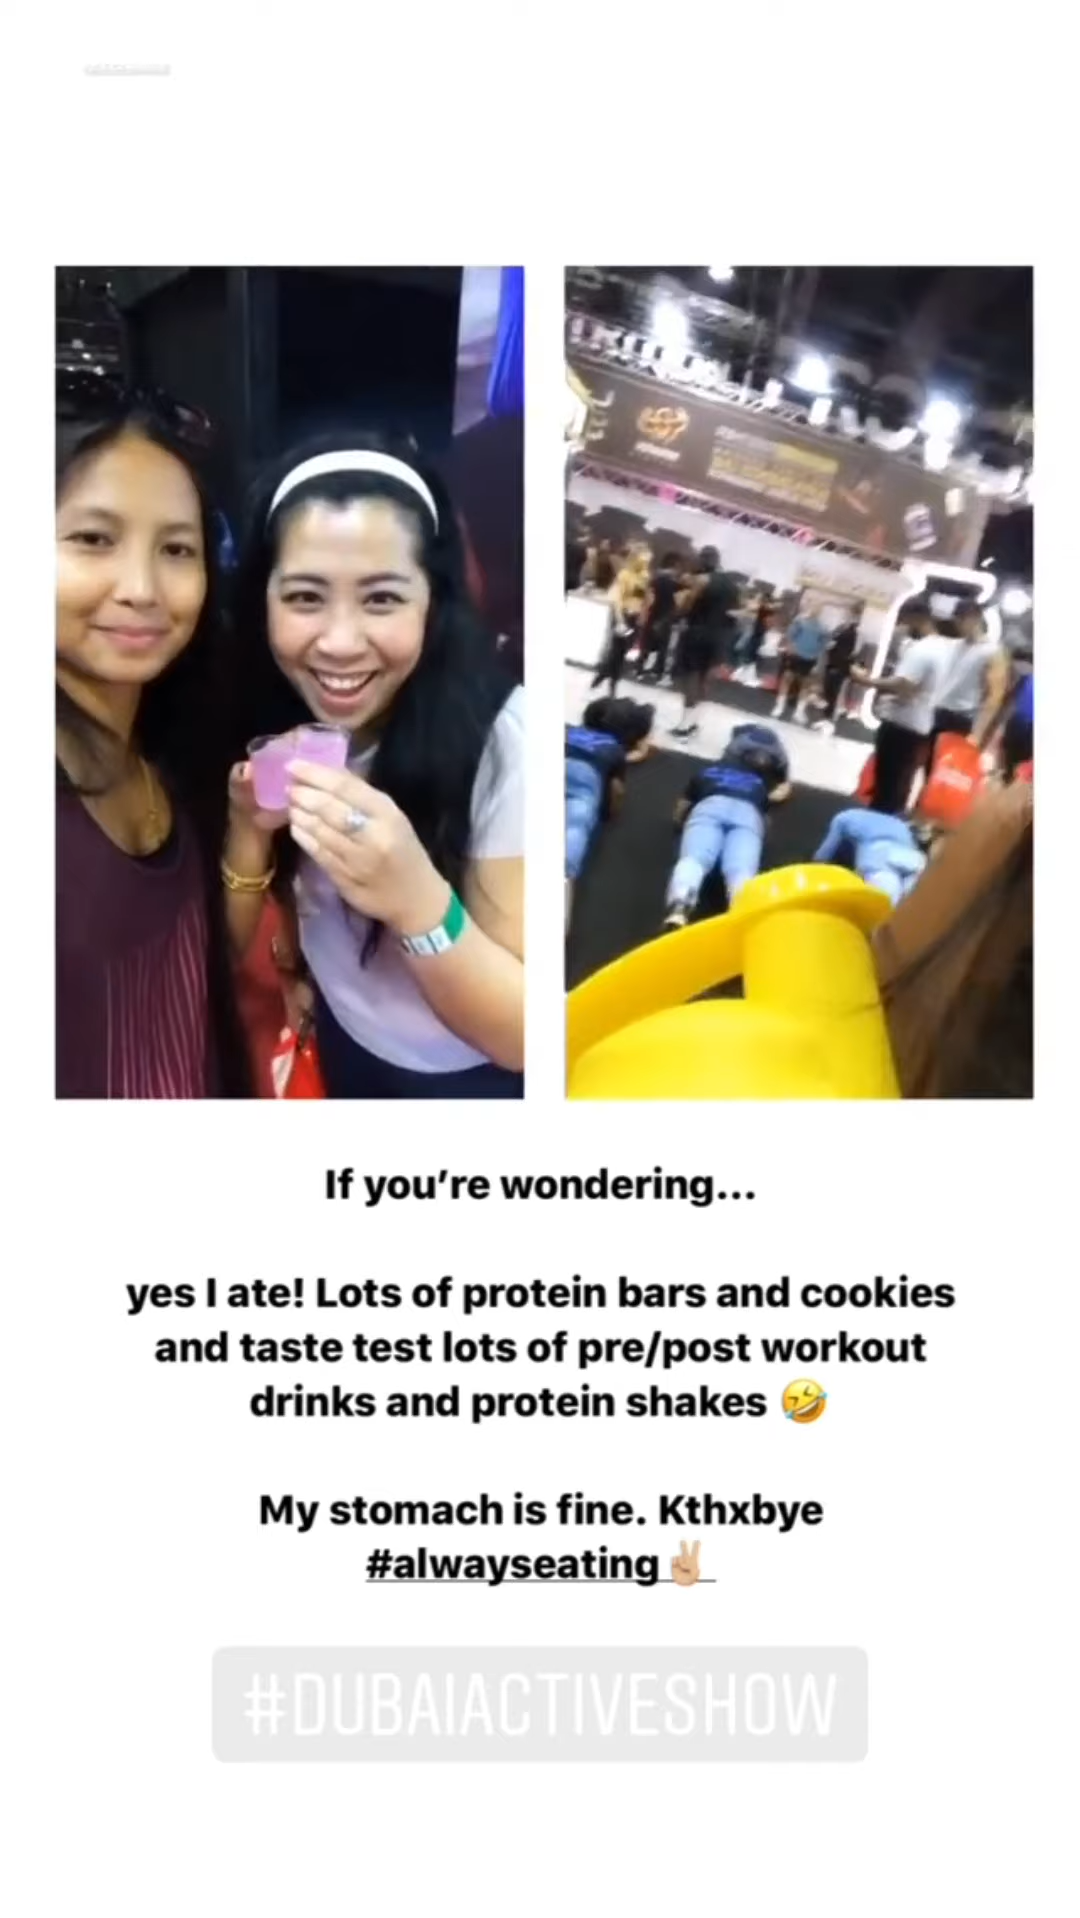 If you’re wondering...
yes I ate! Lots of protein bars and cookies
and taste test lots of pre/post workout
drinks and protein shakes 🤣
My stomach is fine. Kthxbye
#alwayseating✌🏼
#DUBAIACTIVESHOW